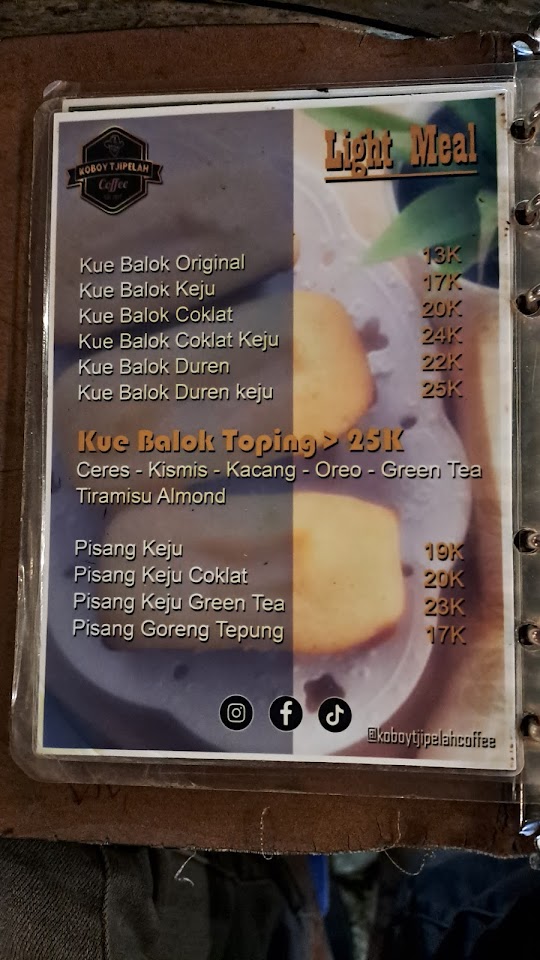 KOBOY TJIPELAH
Coffee
Light Meal
Kue Balok Original 13K
Kue Balok Keju 17K
Kue Balok Coklat 20K
Kue Balok Coklat Keju 24K
Kue Balok Duren 22K
Kue Balok Duren keju 25K
Kue Balok Toping> 25K
Ceres - Kismis - Kacang - Oreo - Green Tea
Tiramisu Almond
Pisang Keju 19K
Pisang Keju Coklat 20K
Pisang Keju Green Tea 23K
Pisang Goreng Tepung 17K
@koboytjipelahcoffee